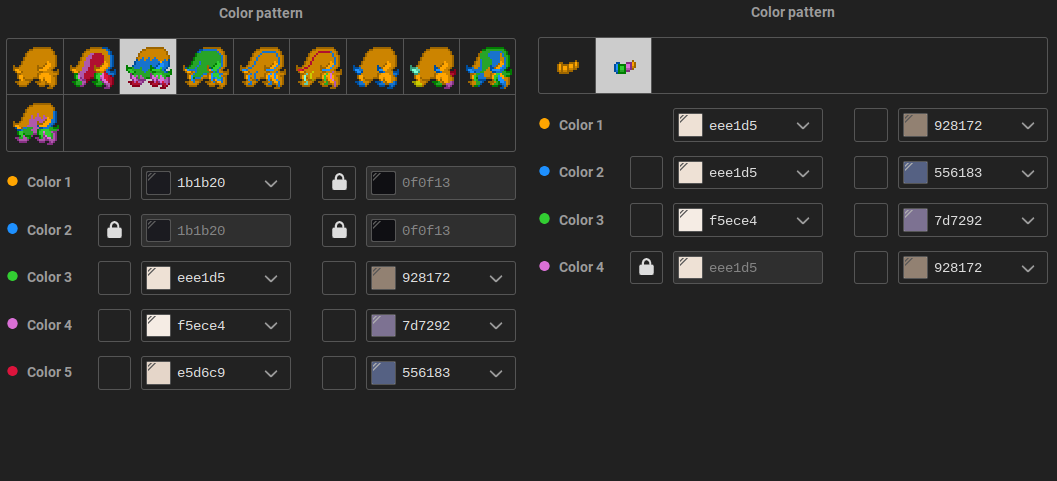 Color pattern
Color 1 1b1b20 0f0f13
Color 2 1b1b20 0f0f13
Color 3 eee1d5 928172
Color 4 f5ece4 7d7292
Color 5 e5d6c9 556183
Color pattern
Color 1 eee1d5 928172
Color 2 eee1d5 556183
Color 3 f5ece4 7d7292
Color 4 eee1d5 928172